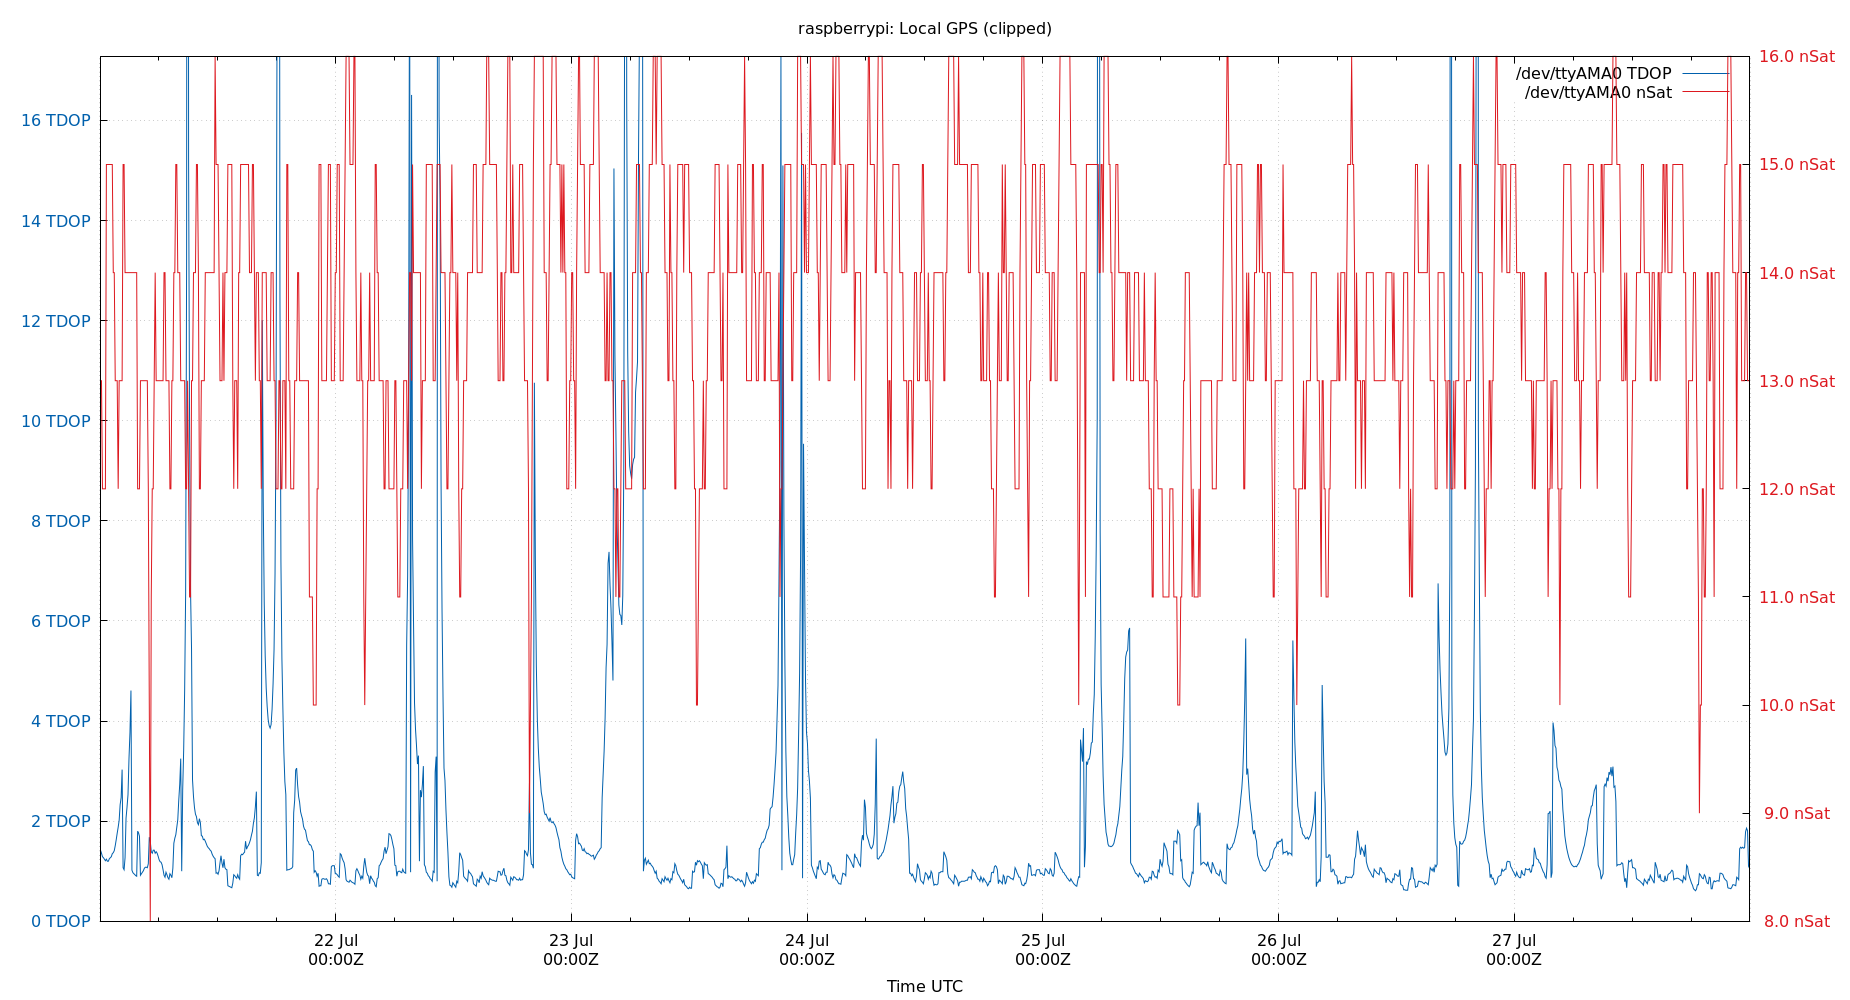 raspberrypi: Local GPS (clipped)
/dev/ttyAMA0 TDOP
/dev/ttyAMA0 nSat
16 TDOP
14 TDOP
12 TDOP
10 TDOP
8 TDOP
6 TDOP
4 TDOP
2 TDOP
0 TDOP
16.0 nSat
15.0 nSat
14.0 nSat
13.0 nSat
12.0 nSat
11.0 nSat
10.0 nSat
9.0 nSat
8.0 nSat
22 Jul
00:00Z
23 Jul
00:00Z
24 Jul
00:00Z
25 Jul
00:00Z
26 Jul
00:00Z
27 Jul
00:00Z
Time UTC